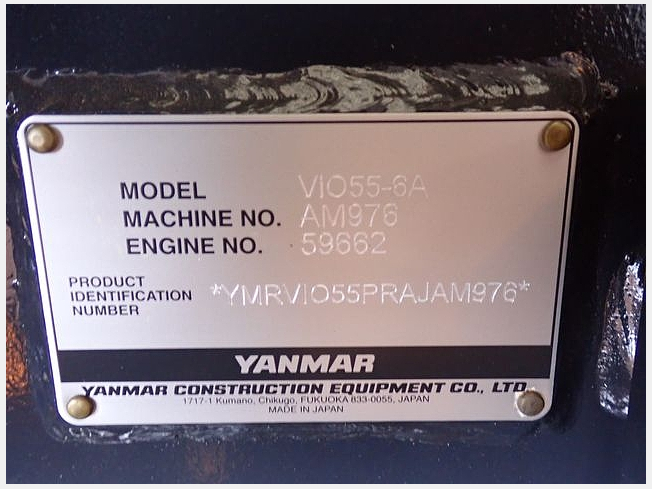 MODEL VIO55-6A
MACHINE NO. AM976
ENGINE NO. 59662
PRODUCT
IDENTIFICATION
NUMBER
*YMRVIO55PRAJAM976*
YANMAR
YANMAR CONSTRUCTION EQUIPMENT CO., LTD.
1717-1 Kumano, Chikugo, FUKUOKA 833-0055, JAPAN
MADE IN JAPAN